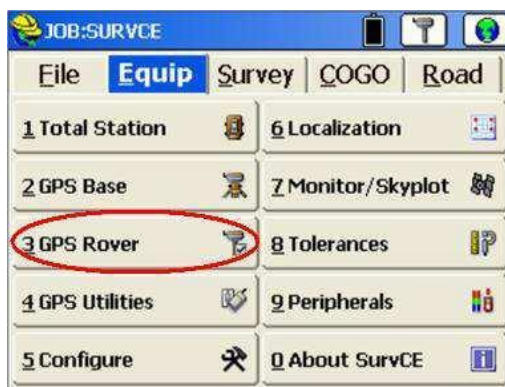 JOB:SURVCE
File Equip Survey COGO Road
1 Total Station
6 Localization
2 GPS Base
7 Monitor/Skyplot
3 GPS Rover
8 Tolerances
4 GPS Utilities
9 Peripherals
5 Configure
0 About SurvCE